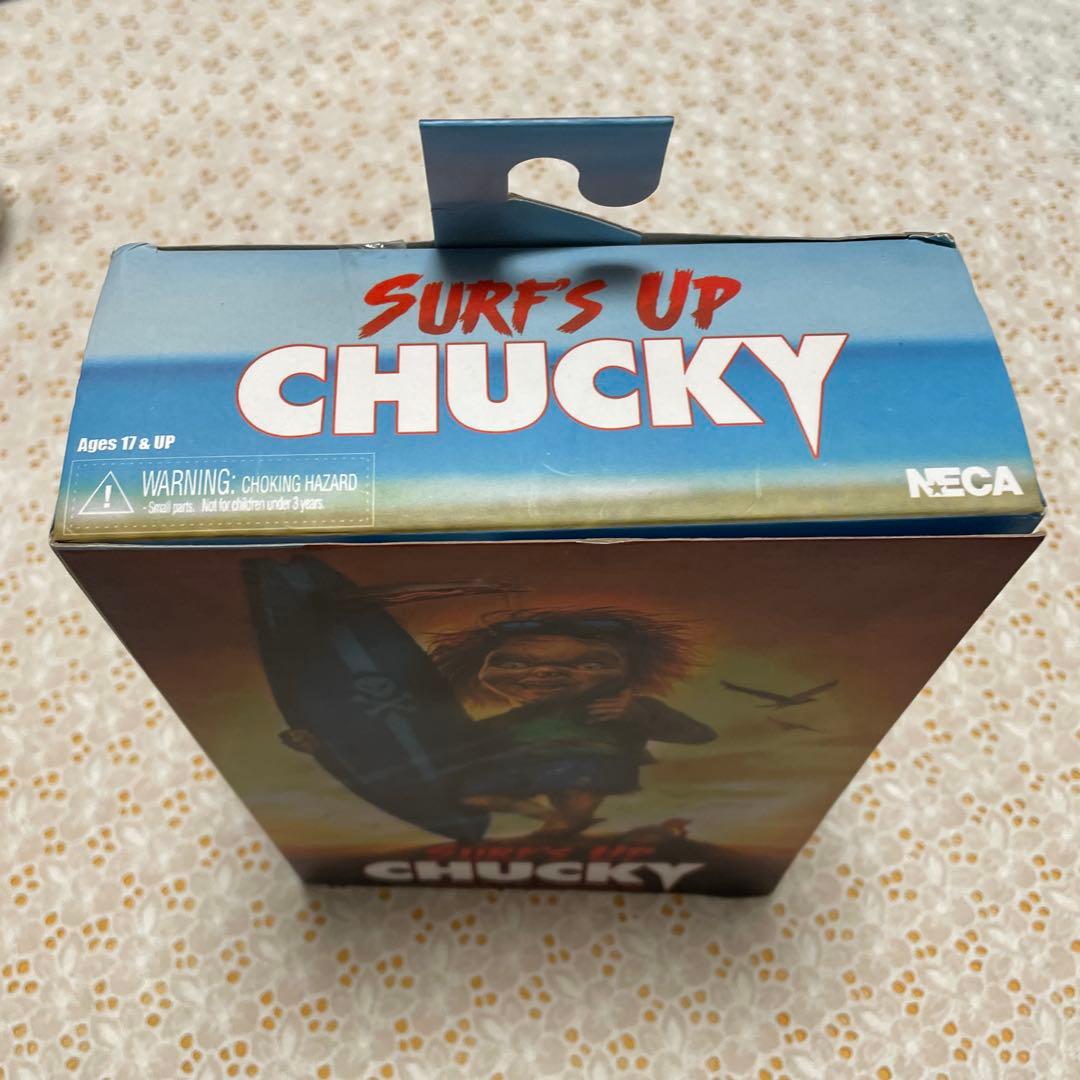 SURF'S UP
CHUCKY
Ages 17 & UP
WARNING: CHOKING HAZARD
- Small parts. Not for children under 3 years.
NECA
SURF'S UP
CHUCKY